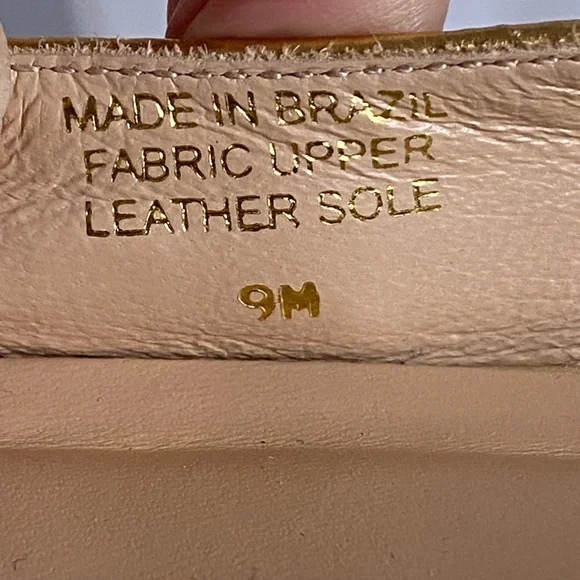 MADE IN BRAZIL
FABRIC UPPER
LEATHER SOLE
9M